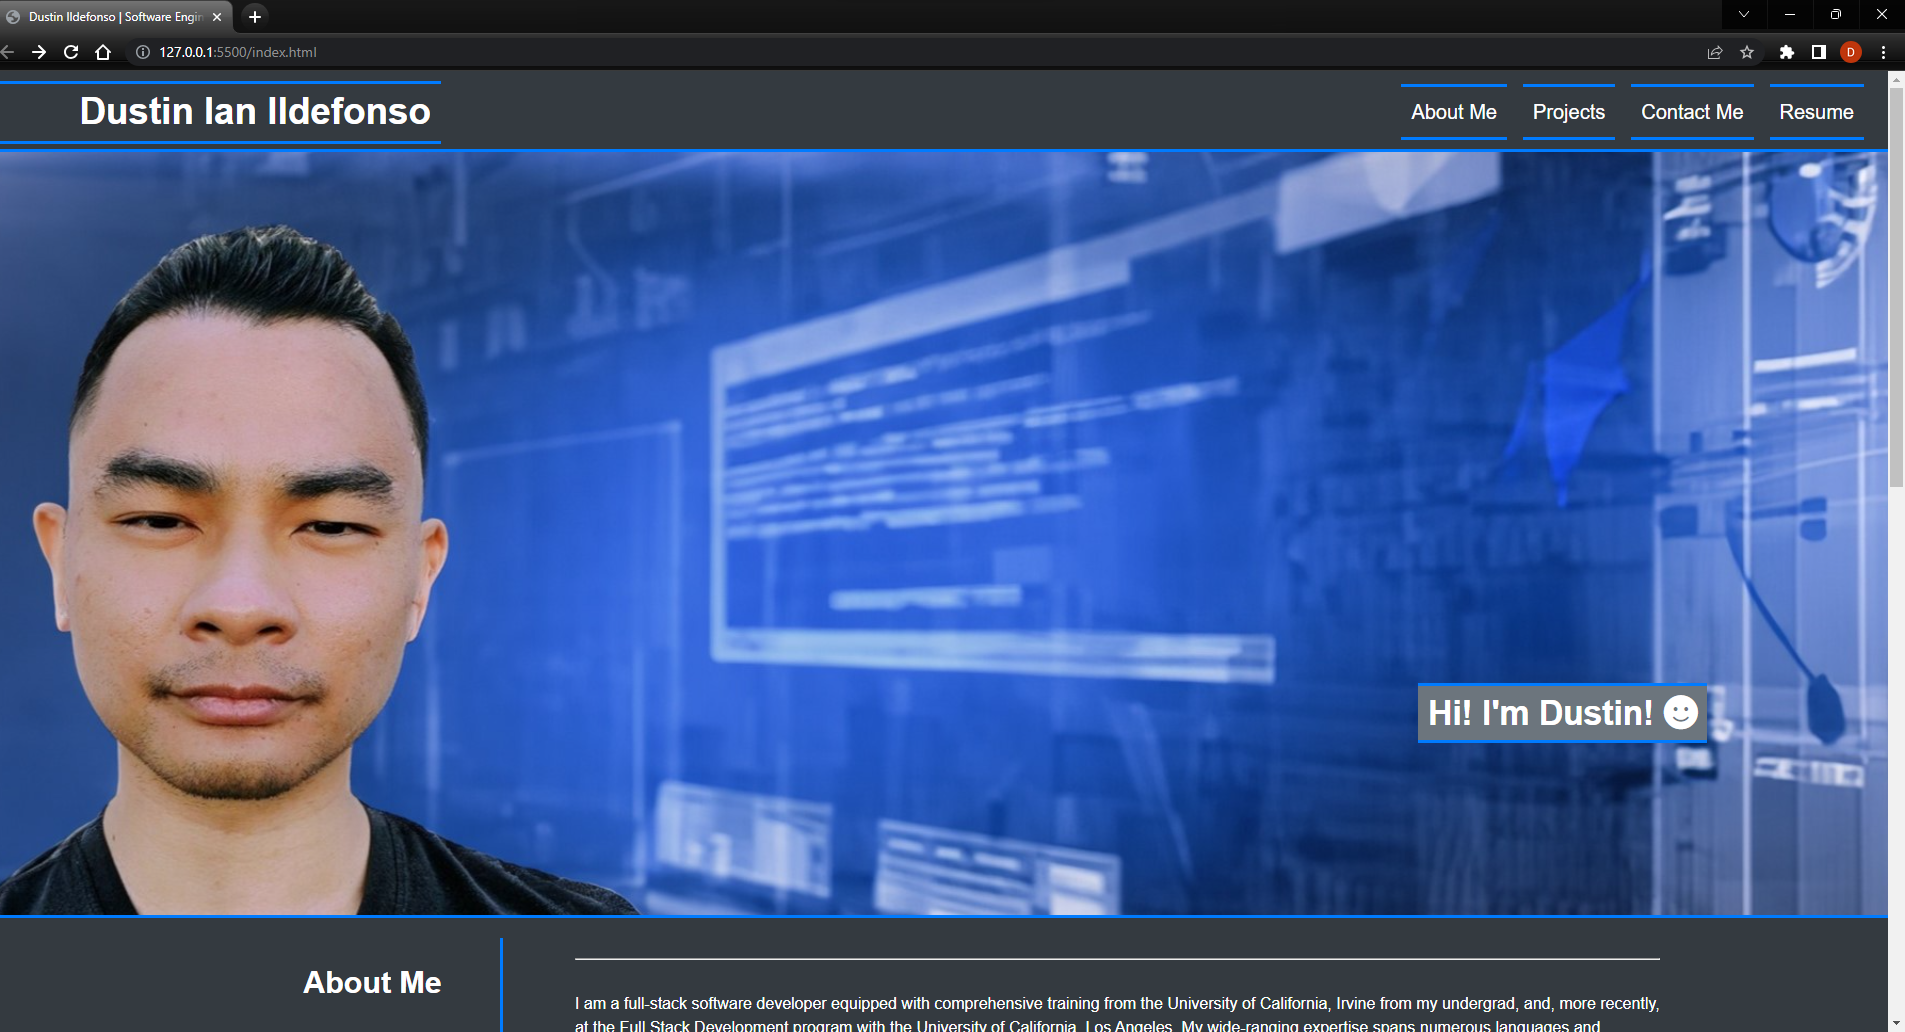 Dustin Ildefonso | Software Engin
127.0.0.1:5500/index.html
D
Dustin Ian Ildefonso
About Me
Projects
Contact Me
Resume
Hi! I'm Dustin!
About Me
I am a full-stack software developer equipped with comprehensive training from the University of California, Irvine from my undergrad, and, more recently,
at the Full Stack Development program with the University of California, Los Angeles. My wide-ranging expertise spans numerous languages and